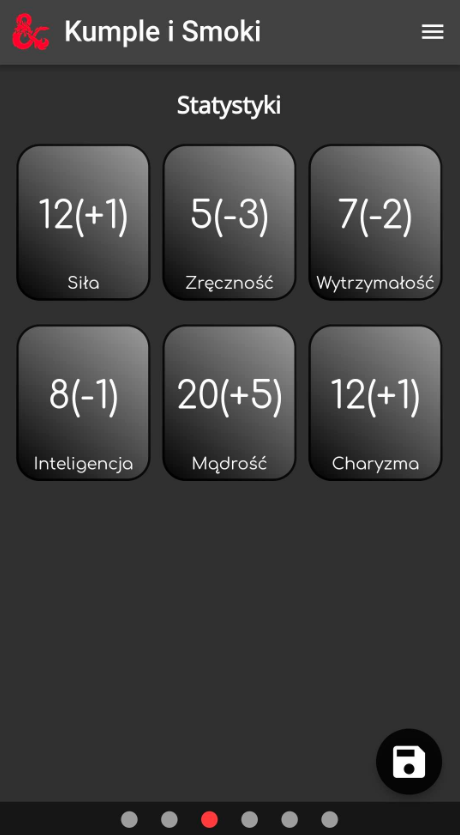 Kumple i Smoki
Statystyki
12(+1) 5(-3) 7(-2)
Siła Zręczność Wytrzymałość
8(-1) 20(+5) 12(+1)
Inteligencja Mądrość Charyzma